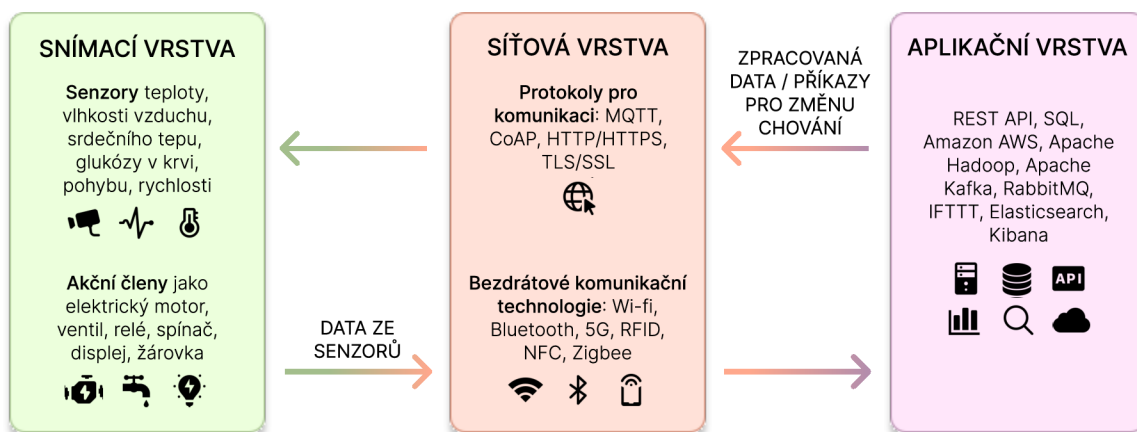 SNÍMACÍ VRSTVA
Senzory teploty,
vlhkosti vzduchu,
srdečního tepu,
glukózy v krvi,
pohybu, rychlosti
Akční členy jako
elektrický motor,
ventil, relé, spínač,
displej, žárovka
DATA ZE
SENZORŮ
SÍŤOVÁ VRSTVA
Protokoly pro
komunikaci: MQTT,
CoAP, HTTP/HTTPS,
TLS/SSL
Bezdrátové komunikační
technologie: Wi-fi,
Bluetooth, 5G, RFID,
NFC, Zigbee
ZPRACOVANÁ
DATA / PŘÍKAZY
PRO ZMĚNU
CHOVÁNÍ
APLIKAČNÍ VRSTVA
REST API, SQL,
Amazon AWS, Apache
Hadoop, Apache
Kafka, RabbitMQ,
IFTTT, Elasticsearch,
Kibana
API